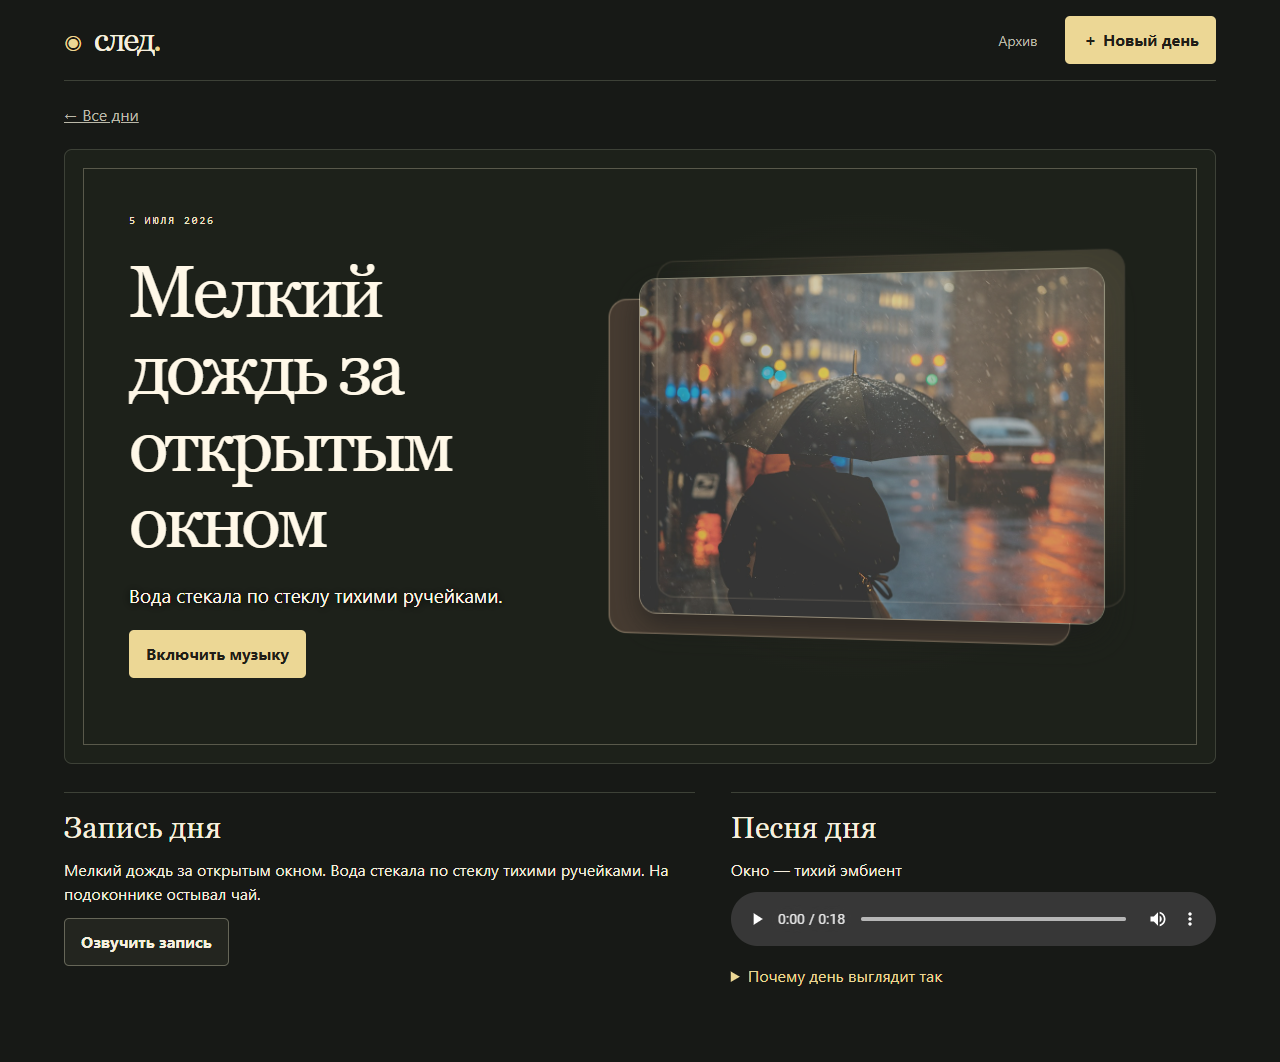 след.
Архив
+ Новый день
← Все дни
5 ИЮЛЯ 2026
Мелкий
дождь за
открытым
окном
Вода стекала по стеклу тихими ручейками.
Включить музыку
Запись дня
Мелкий дождь за открытым окном. Вода стекала по стеклу тихими ручейками. На
подоконнике остывал чай.
Озвучить запись
Песня дня
Окно — тихий эмбиент
0:00 / 0:18
Почему день выглядит так